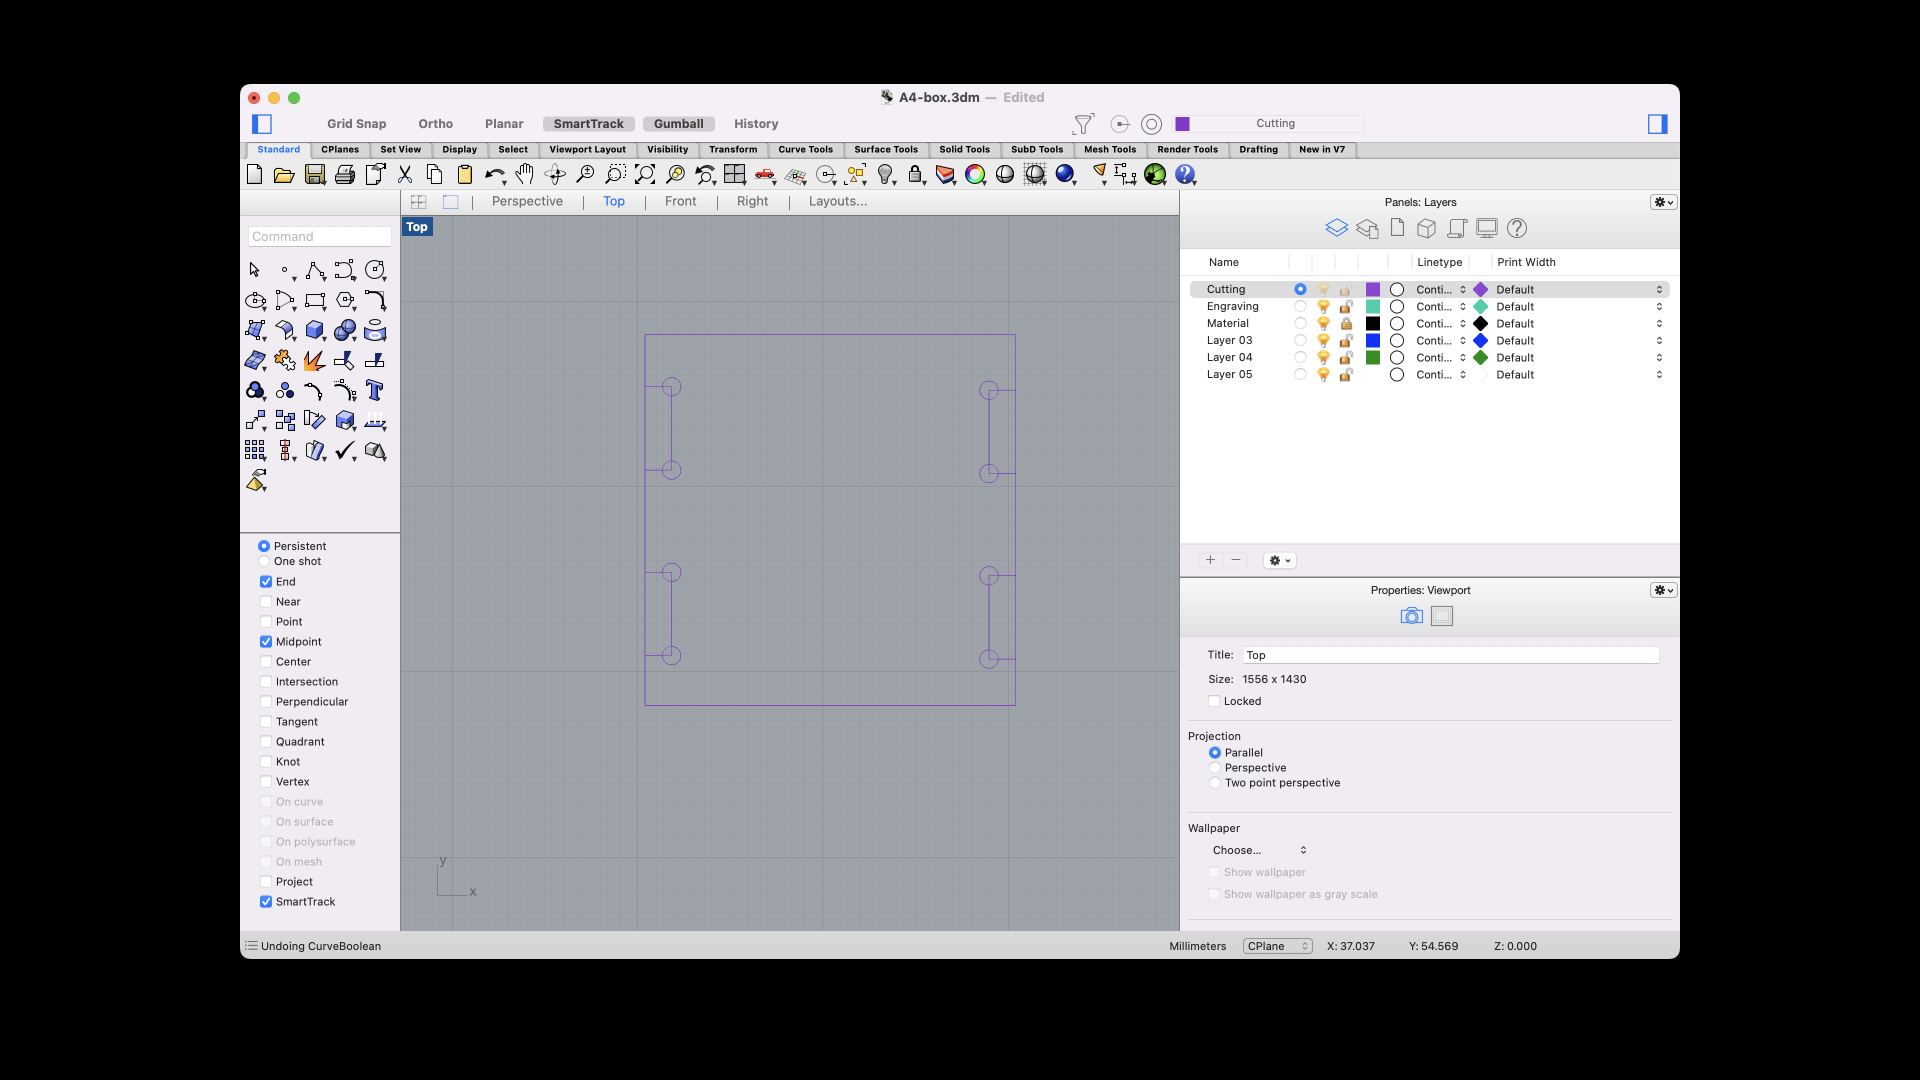 A4-box.3dm — Edited
Grid Snap Ortho Planar SmartTrack Gumball History Cutting
Standard CPlanes Set View Display Select Viewport Layout Visibility Transform Curve Tools Surface Tools Solid Tools SubD Tools Mesh Tools Render Tools Drafting New in V7
Perspective Top Front Right Layouts...
Top
Command
Persistent
One shot
End
Near
Point
Midpoint
Center
Intersection
Perpendicular
Tangent
Quadrant
Knot
Vertex
On curve
On surface
On polysurface
On mesh
Project
SmartTrack
y
x
Panels: Layers
Name Linetype Print Width
Cutting Conti... Default
Engraving Conti... Default
Material Conti... Default
Layer 03 Conti... Default
Layer 04 Conti... Default
Layer 05 Conti... Default
Properties: Viewport
Title: Top
Size: 1556 x 1430
Locked
Projection
Parallel
Perspective
Two point perspective
Wallpaper
Choose...
Show wallpaper
Show wallpaper as gray scale
Undoing CurveBoolean Millimeters CPlane X: 37.037 Y: 54.569 Z: 0.000